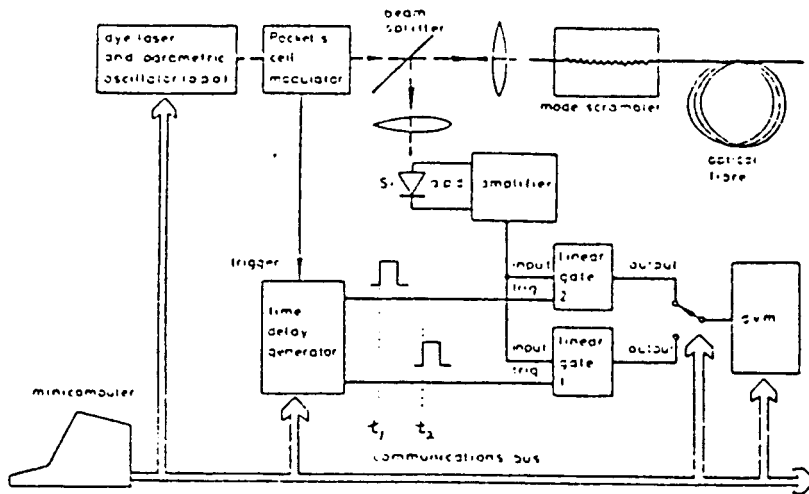 beam
splitter
dye laser
and parametric
oscillator (o.p.o)
Pockel's
cell
modulator
mode scrambler
optical
fibre
Si
a.p.d
amplifier
trigger
time
delay
generator
input
trig
linear
gate
2
output
input
trig
linear
gate
1
output
d.v.m
minicomputer
t₁
t₂
communications bus